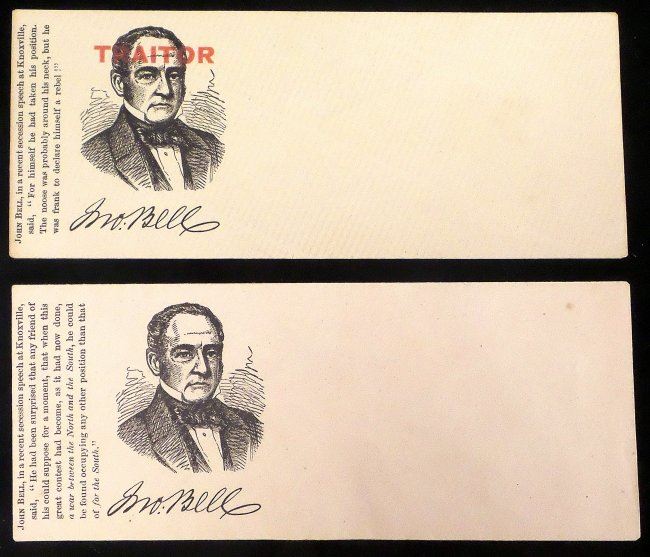 JOHN BELL, in a recent secession speech at Knoxville,
said, "For himself he had taken his position.
The noose was probably around his neck, but he
was frank to declare himself a rebel!"
TRAITOR
Jno. Bell
JOHN BELL, in a recent secession speech at Knoxville,
said, "He had been surprised that any friend of
his could suppose for a moment, that when this
great contest had become, as it had now done,
a war between the North and the South, he could
be found occupying any other position than that
of for the South."
Jno. Bell